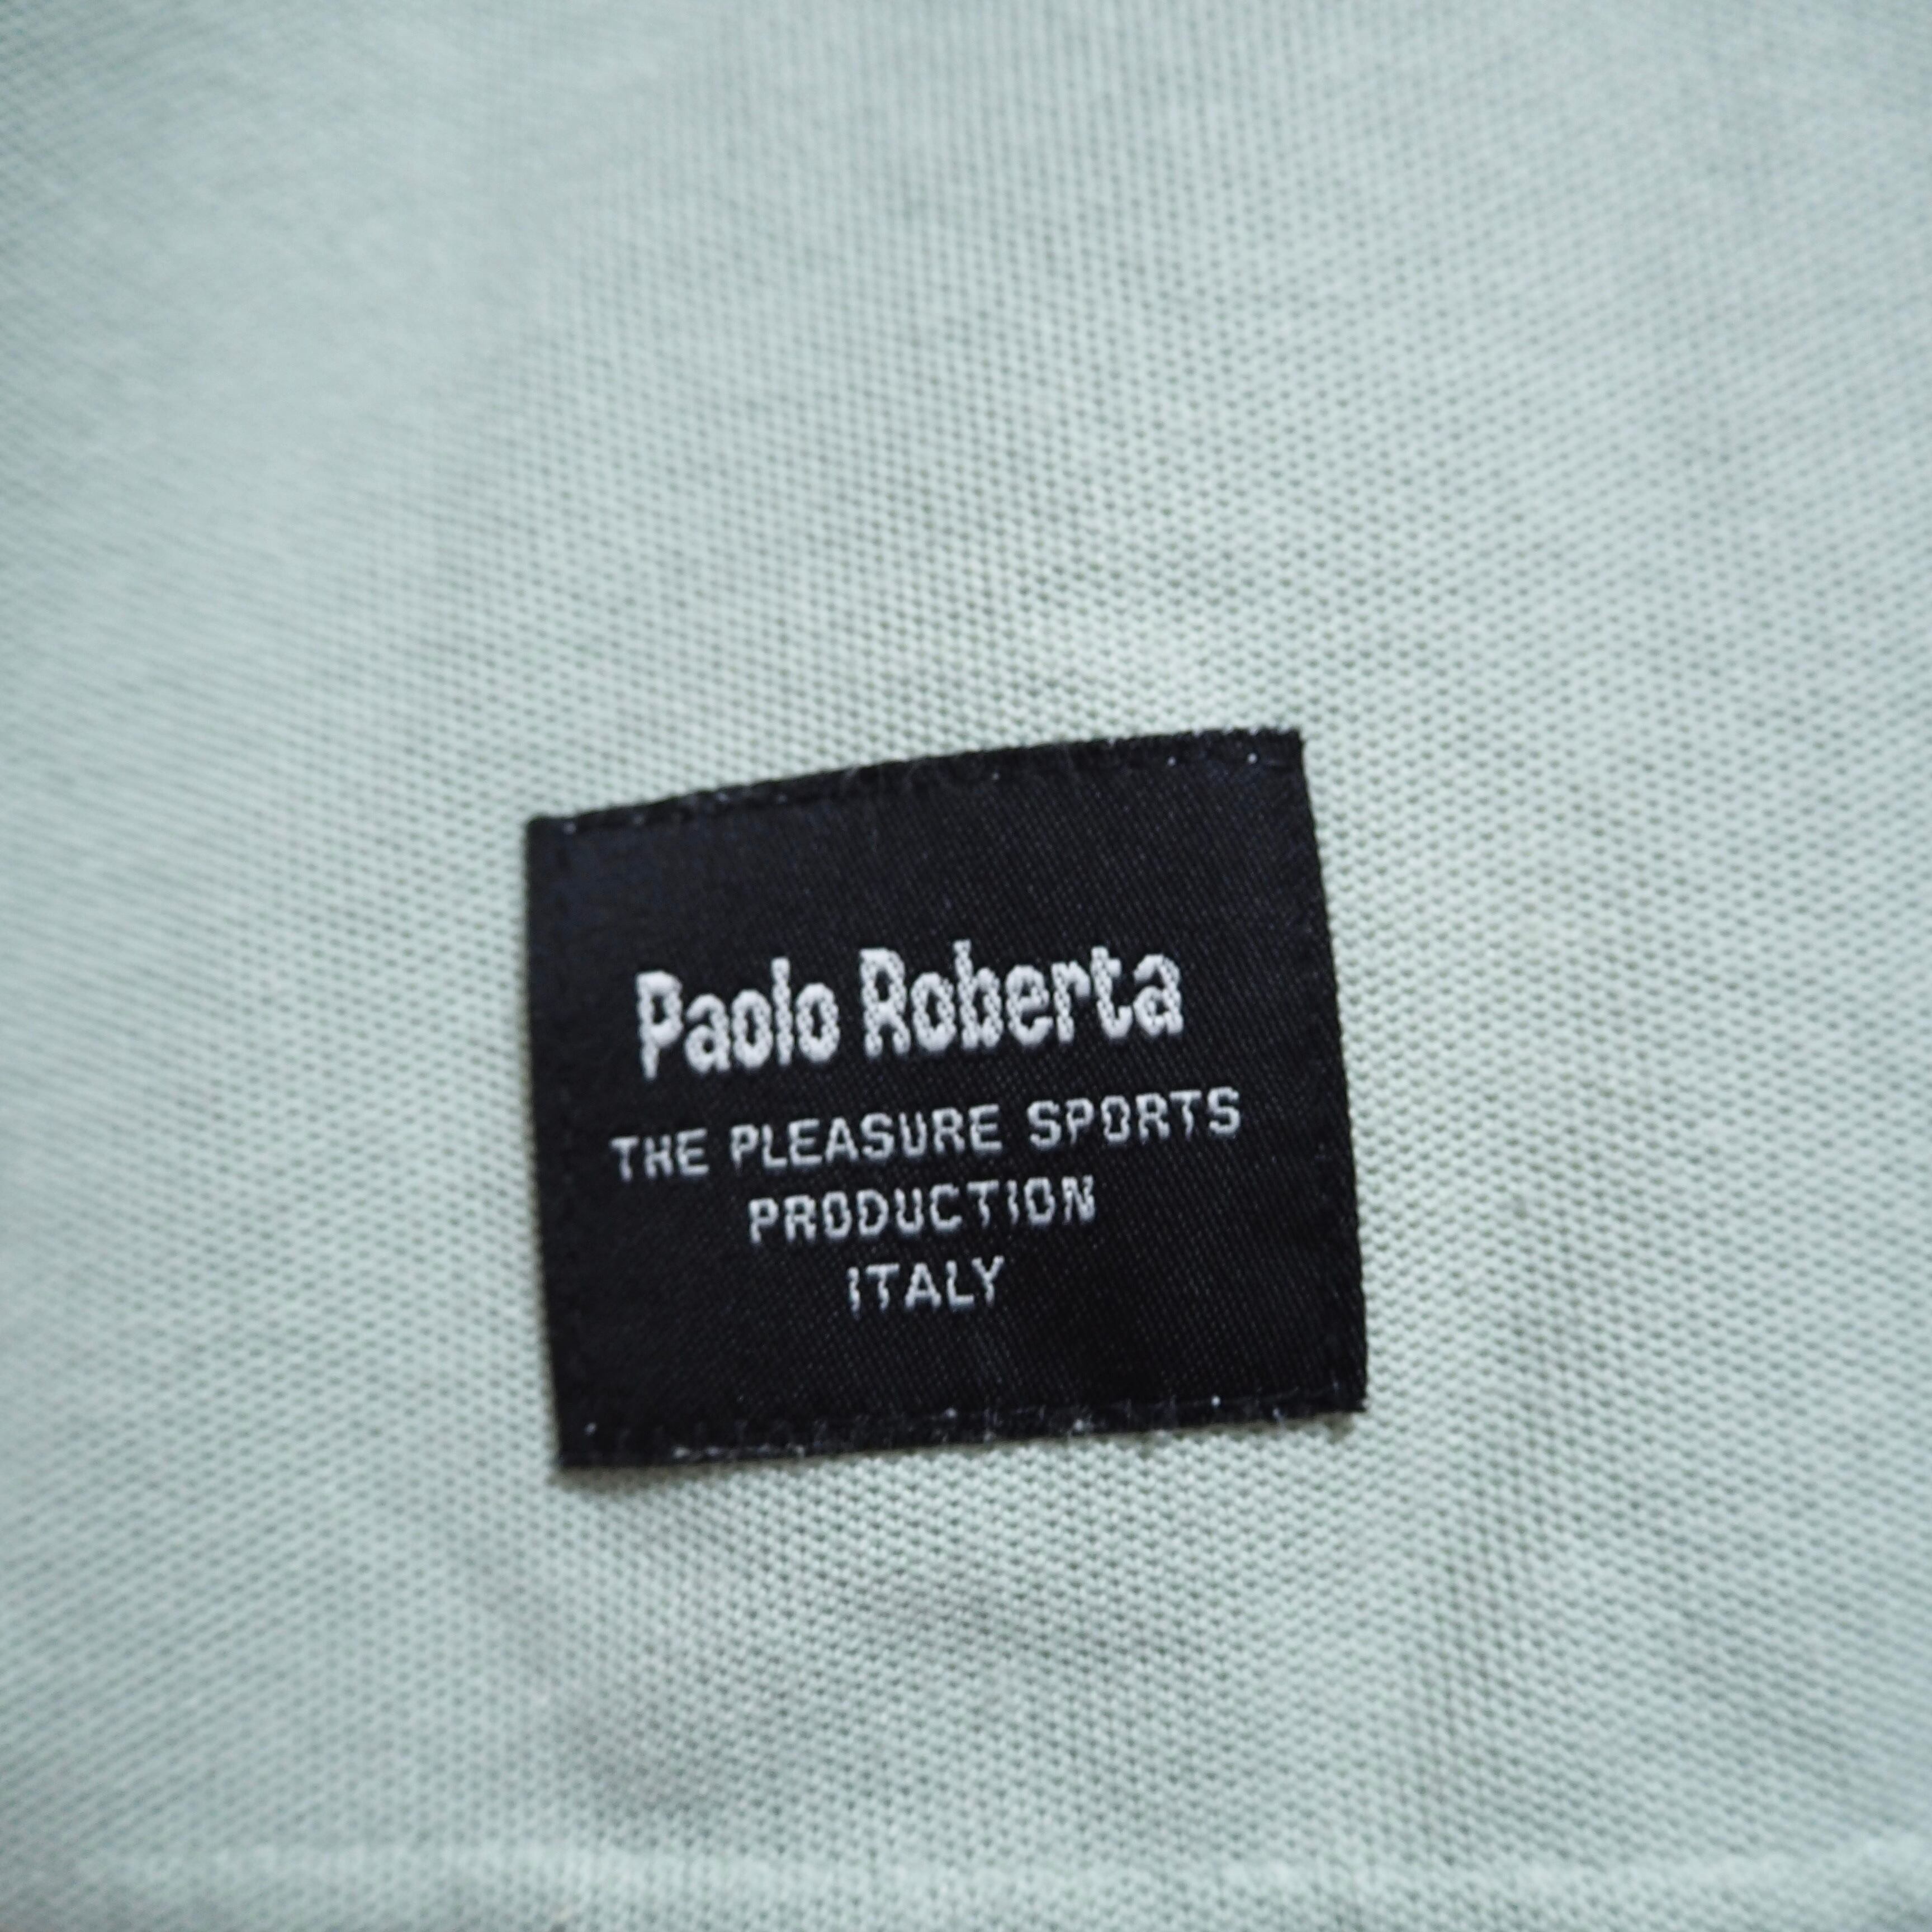 Paolo Roberta
THE PLEASURE SPORTS
PRODUCTION
ITALY